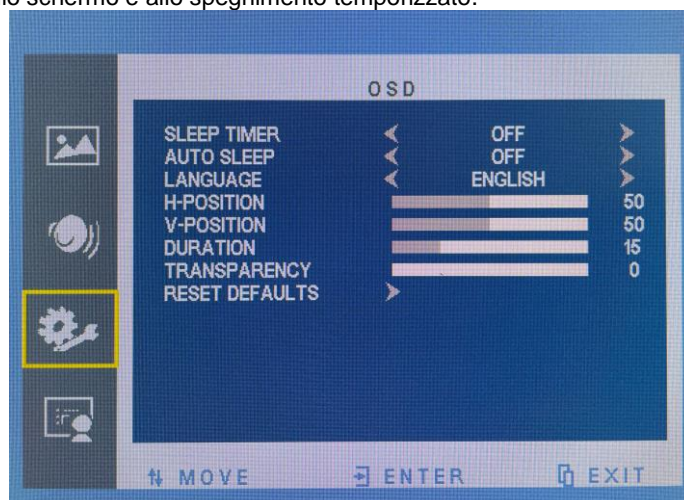 lo schermo e allo spegnimento temporizzato.
OSD
SLEEP TIMER OFF
AUTO SLEEP OFF
LANGUAGE ENGLISH
H-POSITION 50
V-POSITION 50
DURATION 15
TRANSPARENCY 0
RESET DEFAULTS
MOVE ENTER EXIT